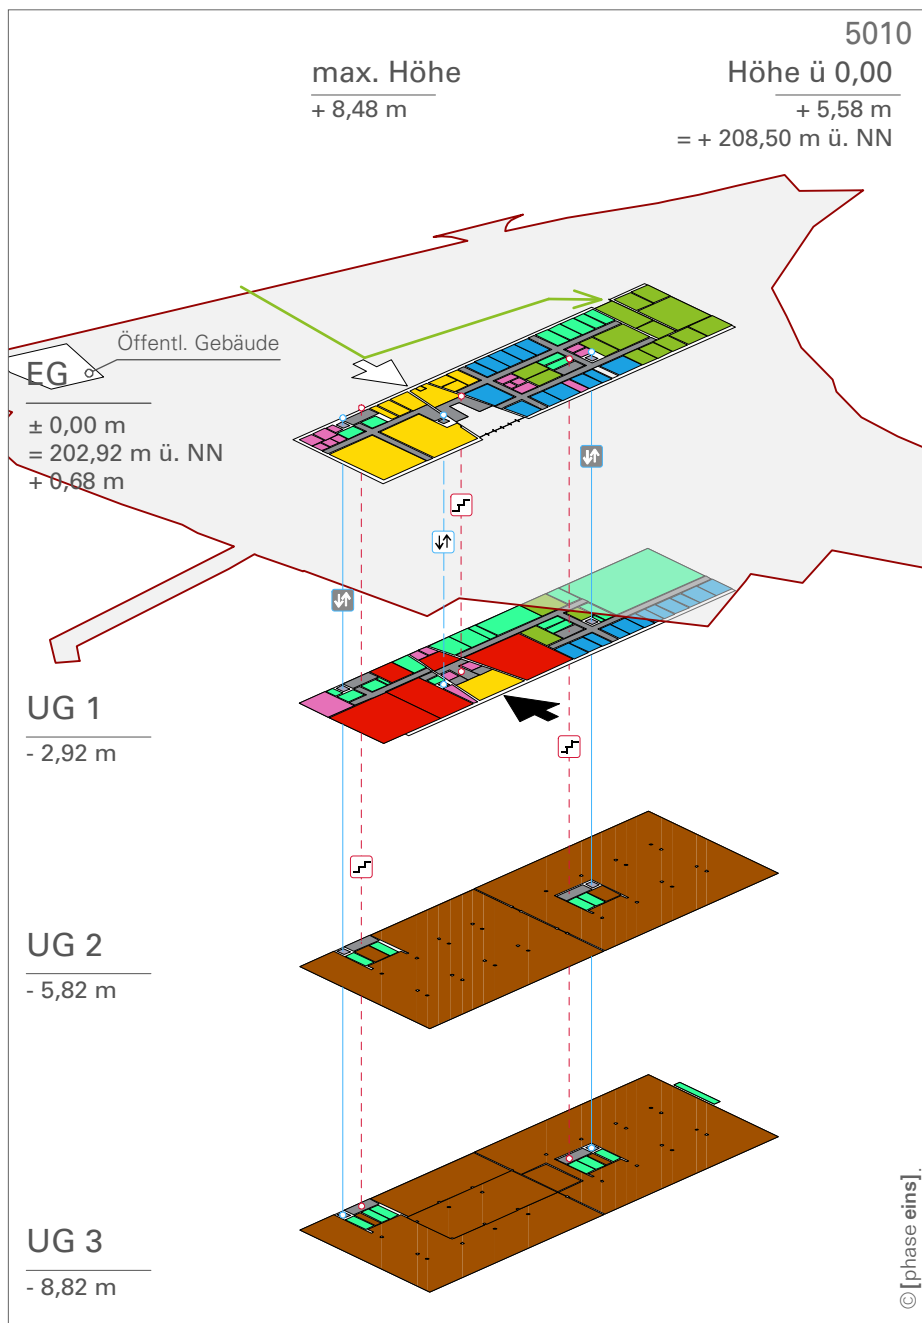 5010
max. Höhe
+ 8,48 m
Höhe ü 0,00
+ 5,58 m
= + 208,50 m ü. NN
Öffentl. Gebäude
EG
± 0,00 m
= 202,92 m ü. NN
+ 0,68 m
UG 1
- 2,92 m
UG 2
- 5,82 m
UG 3
- 8,82 m
© [phase eins].